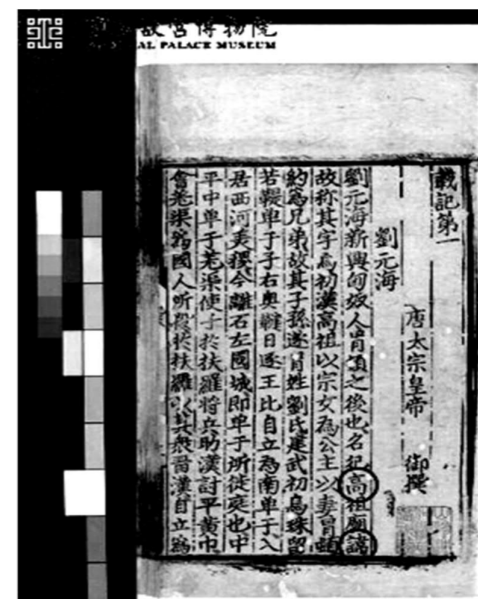 故宮博物院
AL PALACE MUSEUM
載記第一
唐太宗皇帝 御撰
劉元海
劉元海新興匈奴人冒頓之後也名犯高祖廟諱
故稱其字焉初漢高祖以宗女為公主以妻冒頓
約為兄弟故其子孫遂冒姓劉氏建武初烏珠留
若鞮單于子右奧鞬日逐王比自立為南單于入
居西河美稷今離石左國城即單于所徙庭也中
平中單于羌渠使子於扶羅將兵助漢討平黃巾
會羌渠為國人所殺於扶羅以其眾留漢自立為